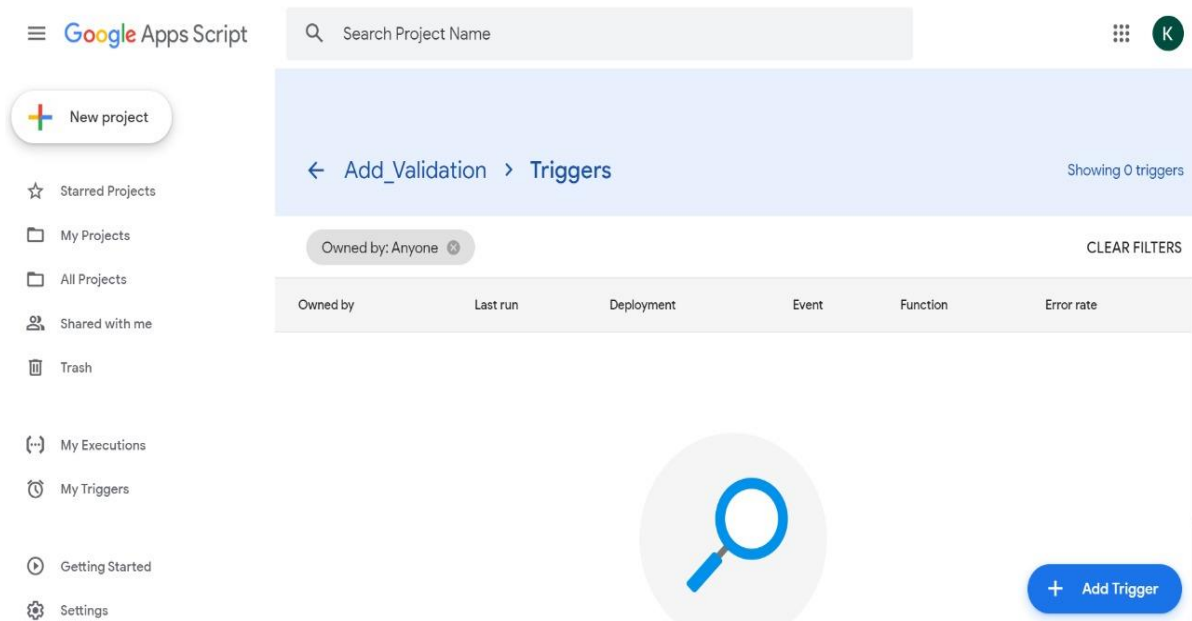 Google Apps Script
Search Project Name
K
New project
Starred Projects
My Projects
All Projects
Shared with me
Trash
My Executions
My Triggers
Getting Started
Settings
Add_Validation > Triggers
Showing 0 triggers
Owned by: Anyone
CLEAR FILTERS
Owned by Last run Deployment Event Function Error rate
+ Add Trigger